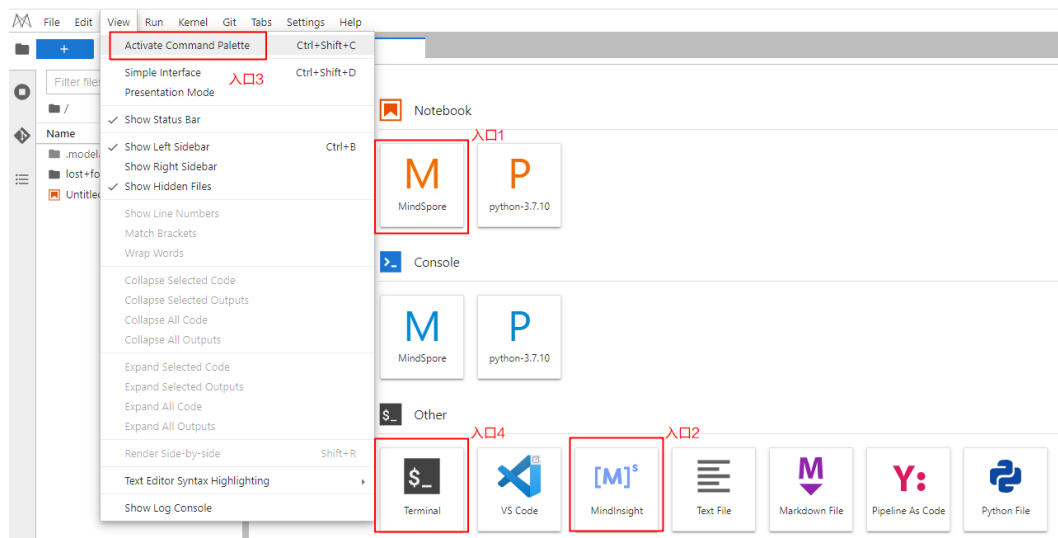 File Edit View Run Kernel Git Tabs Settings Help
Activate Command Palette Ctrl+Shift+C
Simple Interface Ctrl+Shift+D
入口3
Presentation Mode
Show Status Bar
Show Left Sidebar Ctrl+B
Show Right Sidebar
Show Hidden Files
Show Line Numbers
Match Brackets
Wrap Words
Collapse Selected Code
Collapse Selected Outputs
Collapse All Code
Collapse All Outputs
Expand Selected Code
Expand Selected Outputs
Expand All Code
Expand All Outputs
Render Side-by-side Shift+R
Text Editor Syntax Highlighting
Show Log Console
+
Filter file
/
Name
.model
lost+fo
Untitle
Notebook
入口1
M P
MindSpore python-3.7.10
>_ Console
M P
MindSpore python-3.7.10
$_ Other
入口4 入口2
$_ [M]s M Y:
Terminal VS Code MindInsight Text File Markdown File Pipeline As Code Python File